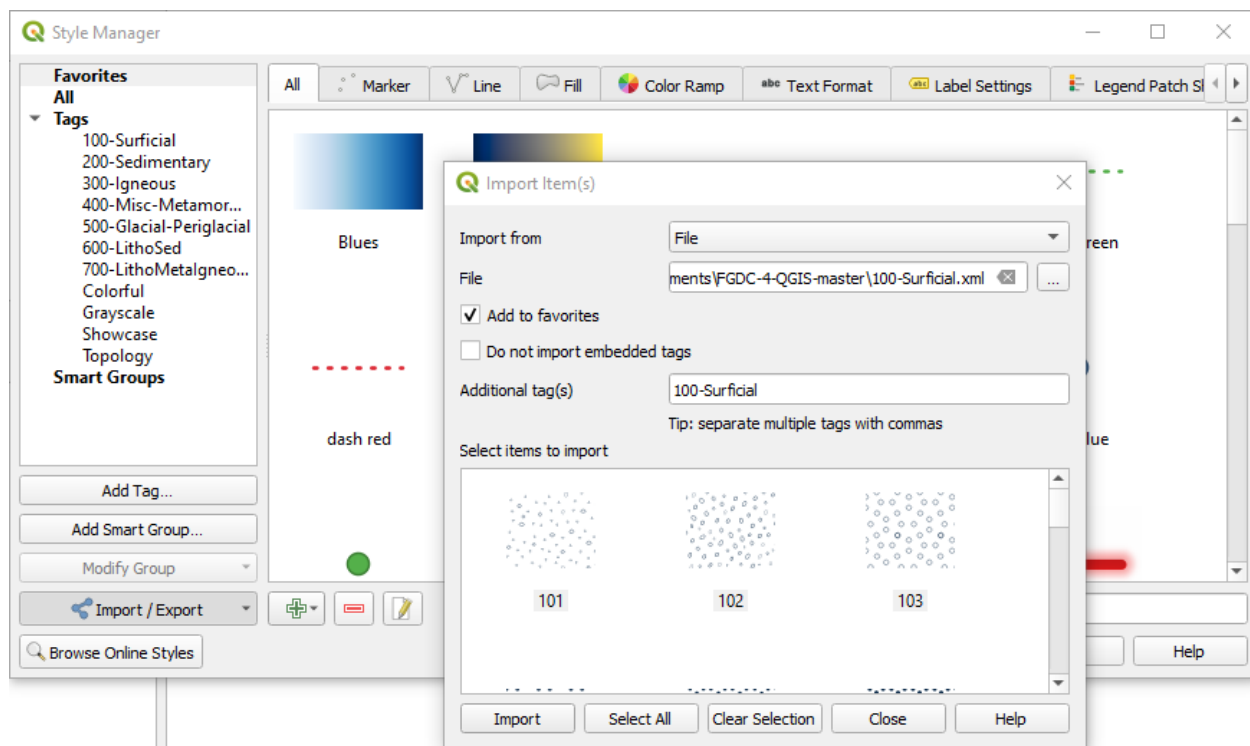 Style Manager
Favorites
All
Tags
100-Surficial
200-Sedimentary
300-Igneous
400-Misc-Metamor...
500-Glacial-Periglacial
600-LithoSed
700-LithoMetaIgneo...
Colorful
Grayscale
Showcase
Topology
Smart Groups
Add Tag...
Add Smart Group...
Modify Group
Import / Export
Browse Online Styles
All
Marker
Line
Fill
Color Ramp
abc Text Format
abc Label Settings
Legend Patch Sl
Blues
reen
dash red
lue
Help
Import Item(s)
Import from
File
File
ments\FGDC-4-QGIS-master\100-Surficial.xml
...
Add to favorites
Do not import embedded tags
Additional tag(s)
100-Surficial
Tip: separate multiple tags with commas
Select items to import
101
102
103
Import
Select All
Clear Selection
Close
Help